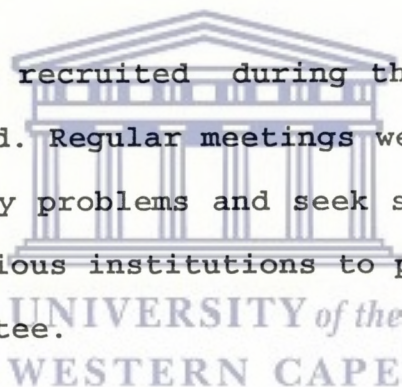 recruited during th
d. Regular meetings we
y problems and seek s
ious institutions to p
UNIVERSITY of the
tee.
WESTERN CAPE